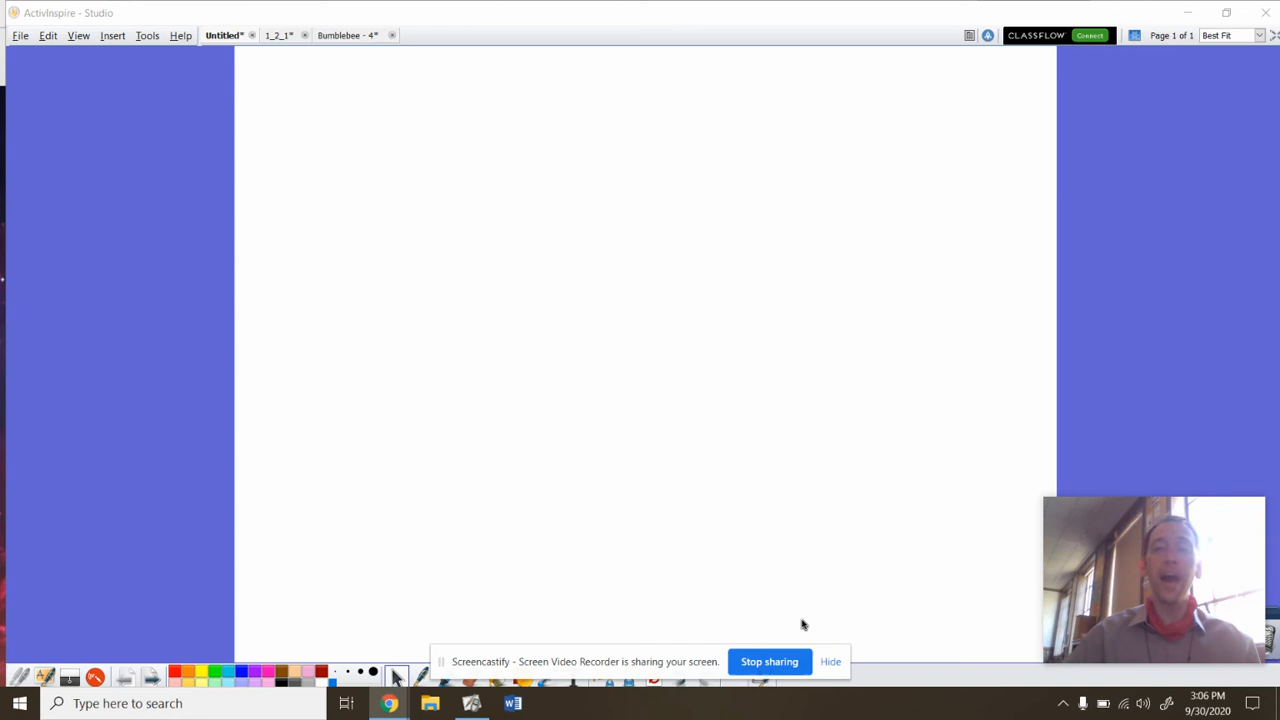 ActivInspire - Studio
File Edit View Insert Tools Help Untitled* 1_2_1* Bumblebee - 4* CLASSFLOW Connect Page 1 of 1 Best Fit
Screencastify - Screen Video Recorder is sharing your screen. Stop sharing Hide
Type here to search
3:06 PM
9/30/2020